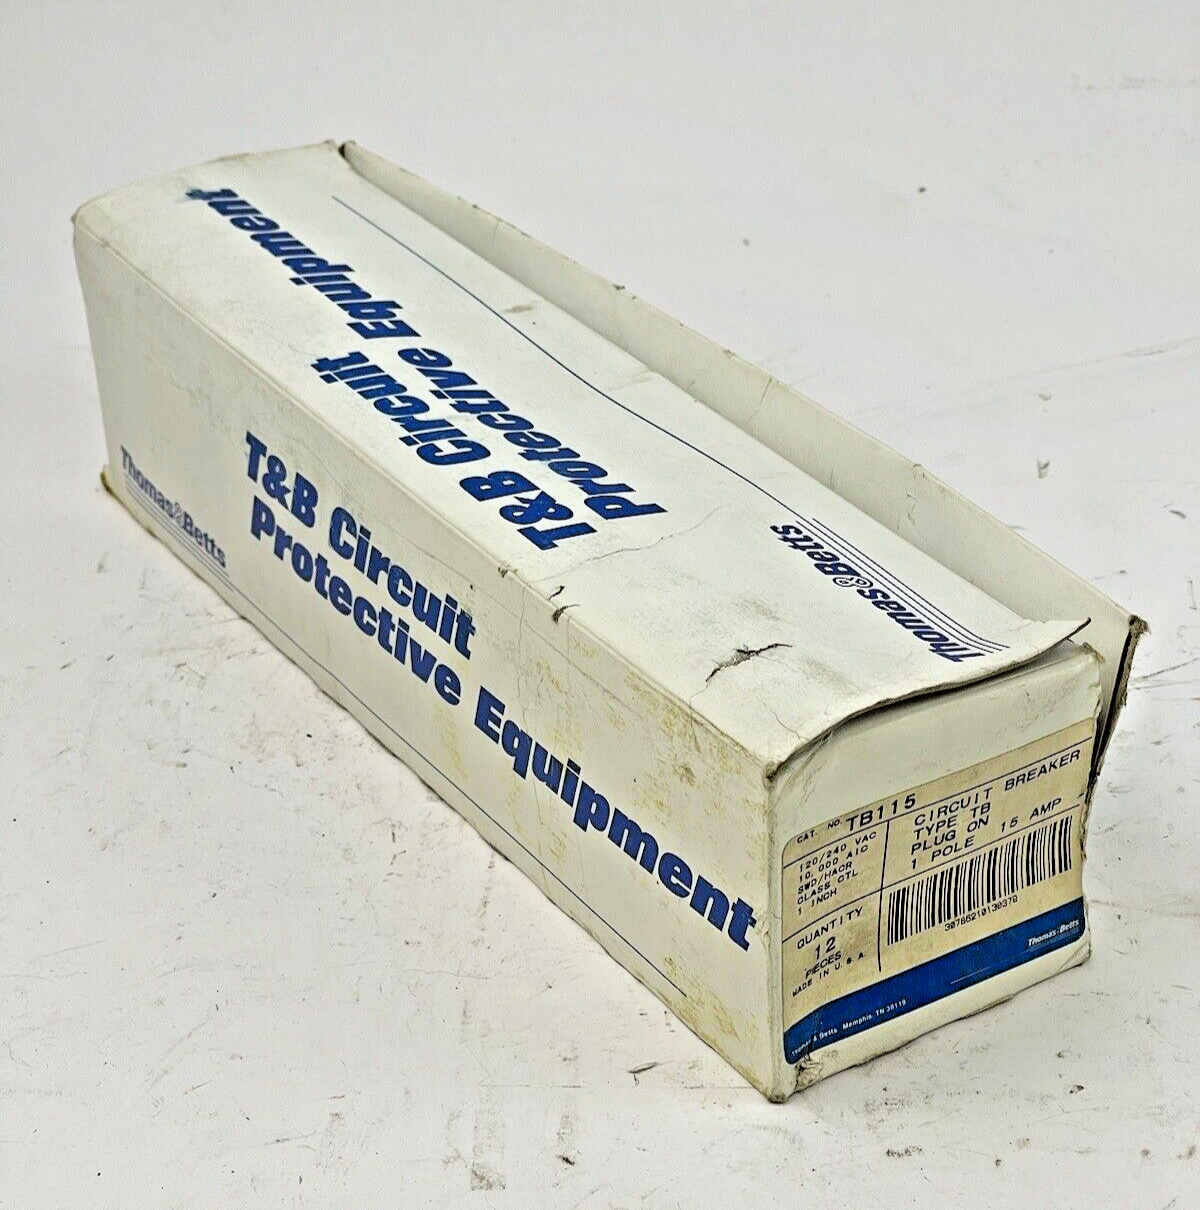 T&B Circuit
Protective Equipment
Thomas&Betts
T&B Circuit
Protective Equipment
Thomas&Betts
CAT. NO. TB115
120/240 VAC
10,000 AIC
SWD/HACR
CLASS CTL
1 INCH
CIRCUIT BREAKER
TYPE TB
PLUG ON
1 POLE 15 AMP
QUANTITY
12
PIECES
MADE IN U.S.A.
30786210130378
Thomas&Betts
Thomas & Betts Memphis, TN 38119